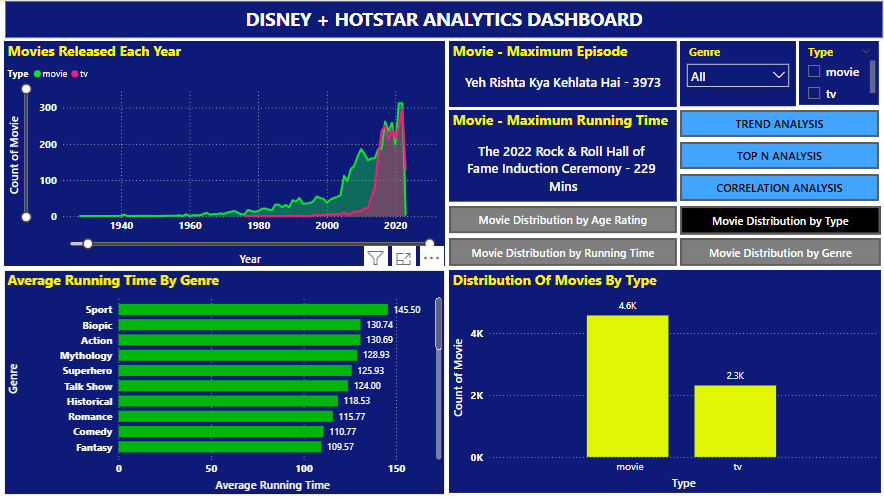 DISNEY + HOTSTAR ANALYTICS DASHBOARD
Movies Released Each Year
Type movie tv
Count of Movie
300
200
100
0
1940
1960
1980
2000
2020
Year
Movie - Maximum Episode
Yeh Rishta Kya Kehlata Hai - 3973
Movie - Maximum Running Time
The 2022 Rock & Roll Hall of
Fame Induction Ceremony - 229
Mins
Genre
All
Type
movie
tv
TREND ANALYSIS
TOP N ANALYSIS
CORRELATION ANALYSIS
Movie Distribution by Age Rating
Movie Distribution by Type
Movie Distribution by Running Time
Movie Distribution by Genre
Average Running Time By Genre
Genre
Sport 145.50
Biopic 130.74
Action 130.69
Mythology 128.93
Superhero 125.93
Talk Show 124.00
Historical 118.53
Romance 115.77
Comedy 110.77
Fantasy 109.57
0 50 100 150
Average Running Time
Distribution Of Movies By Type
Count of Movie
4K
2K
0K
4.6K
2.3K
movie
tv
Type